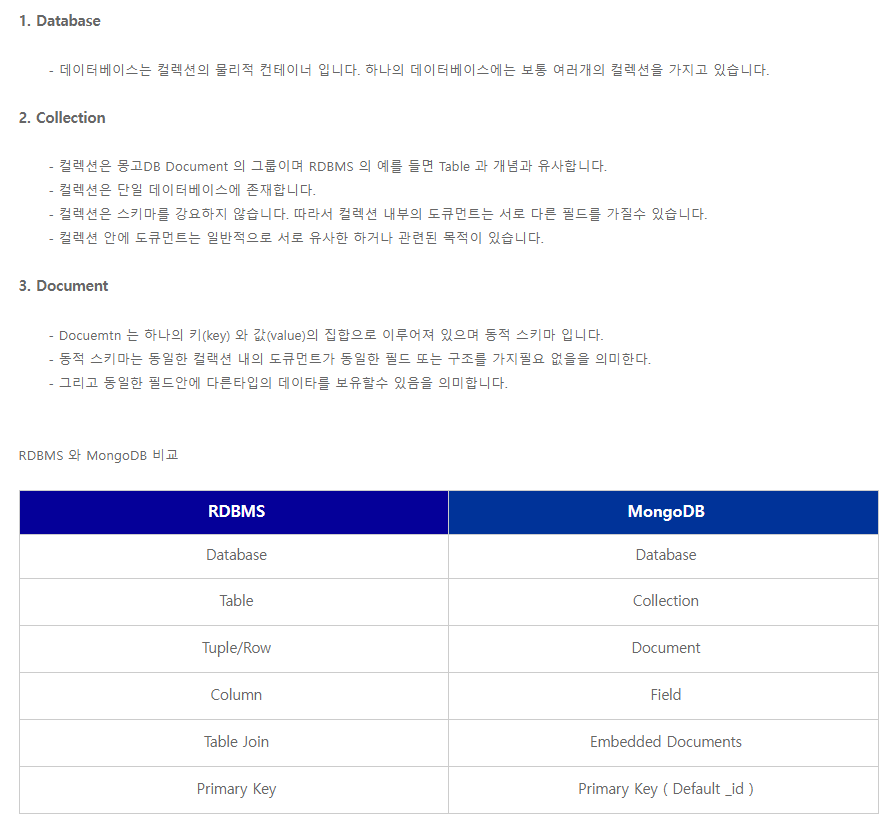 1. Database
- 데이터베이스는 컬렉션의 물리적 컨테이너 입니다. 하나의 데이터베이스에는 보통 여러개의 컬렉션을 가지고 있습니다.
2. Collection
- 컬렉션은 몽고DB Document 의 그룹이며 RDBMS 의 예를 들면 Table 과 개념과 유사합니다.
- 컬렉션은 단일 데이터베이스에 존재합니다.
- 컬렉션은 스키마를 강요하지 않습니다. 따라서 컬렉션 내부의 도큐먼트는 서로 다른 필드를 가질수 있습니다.
- 컬렉션 안에 도큐먼트는 일반적으로 서로 유사한 하거나 관련된 목적이 있습니다.
3. Document
- Docuemtn 는 하나의 키(key) 와 값(value)의 집합으로 이루어져 있으며 동적 스키마 입니다.
- 동적 스키마는 동일한 컬랙션 내의 도큐먼트가 동일한 필드 또는 구조를 가지필요 없을을 의미한다.
- 그리고 동일한 필드안에 다른타입의 데이타를 보유할수 있음을 의미합니다.
RDBMS 와 MongoDB 비교
RDBMS MongoDB
Database Database
Table Collection
Tuple/Row Document
Column Field
Table Join Embedded Documents
Primary Key Primary Key ( Default _id )